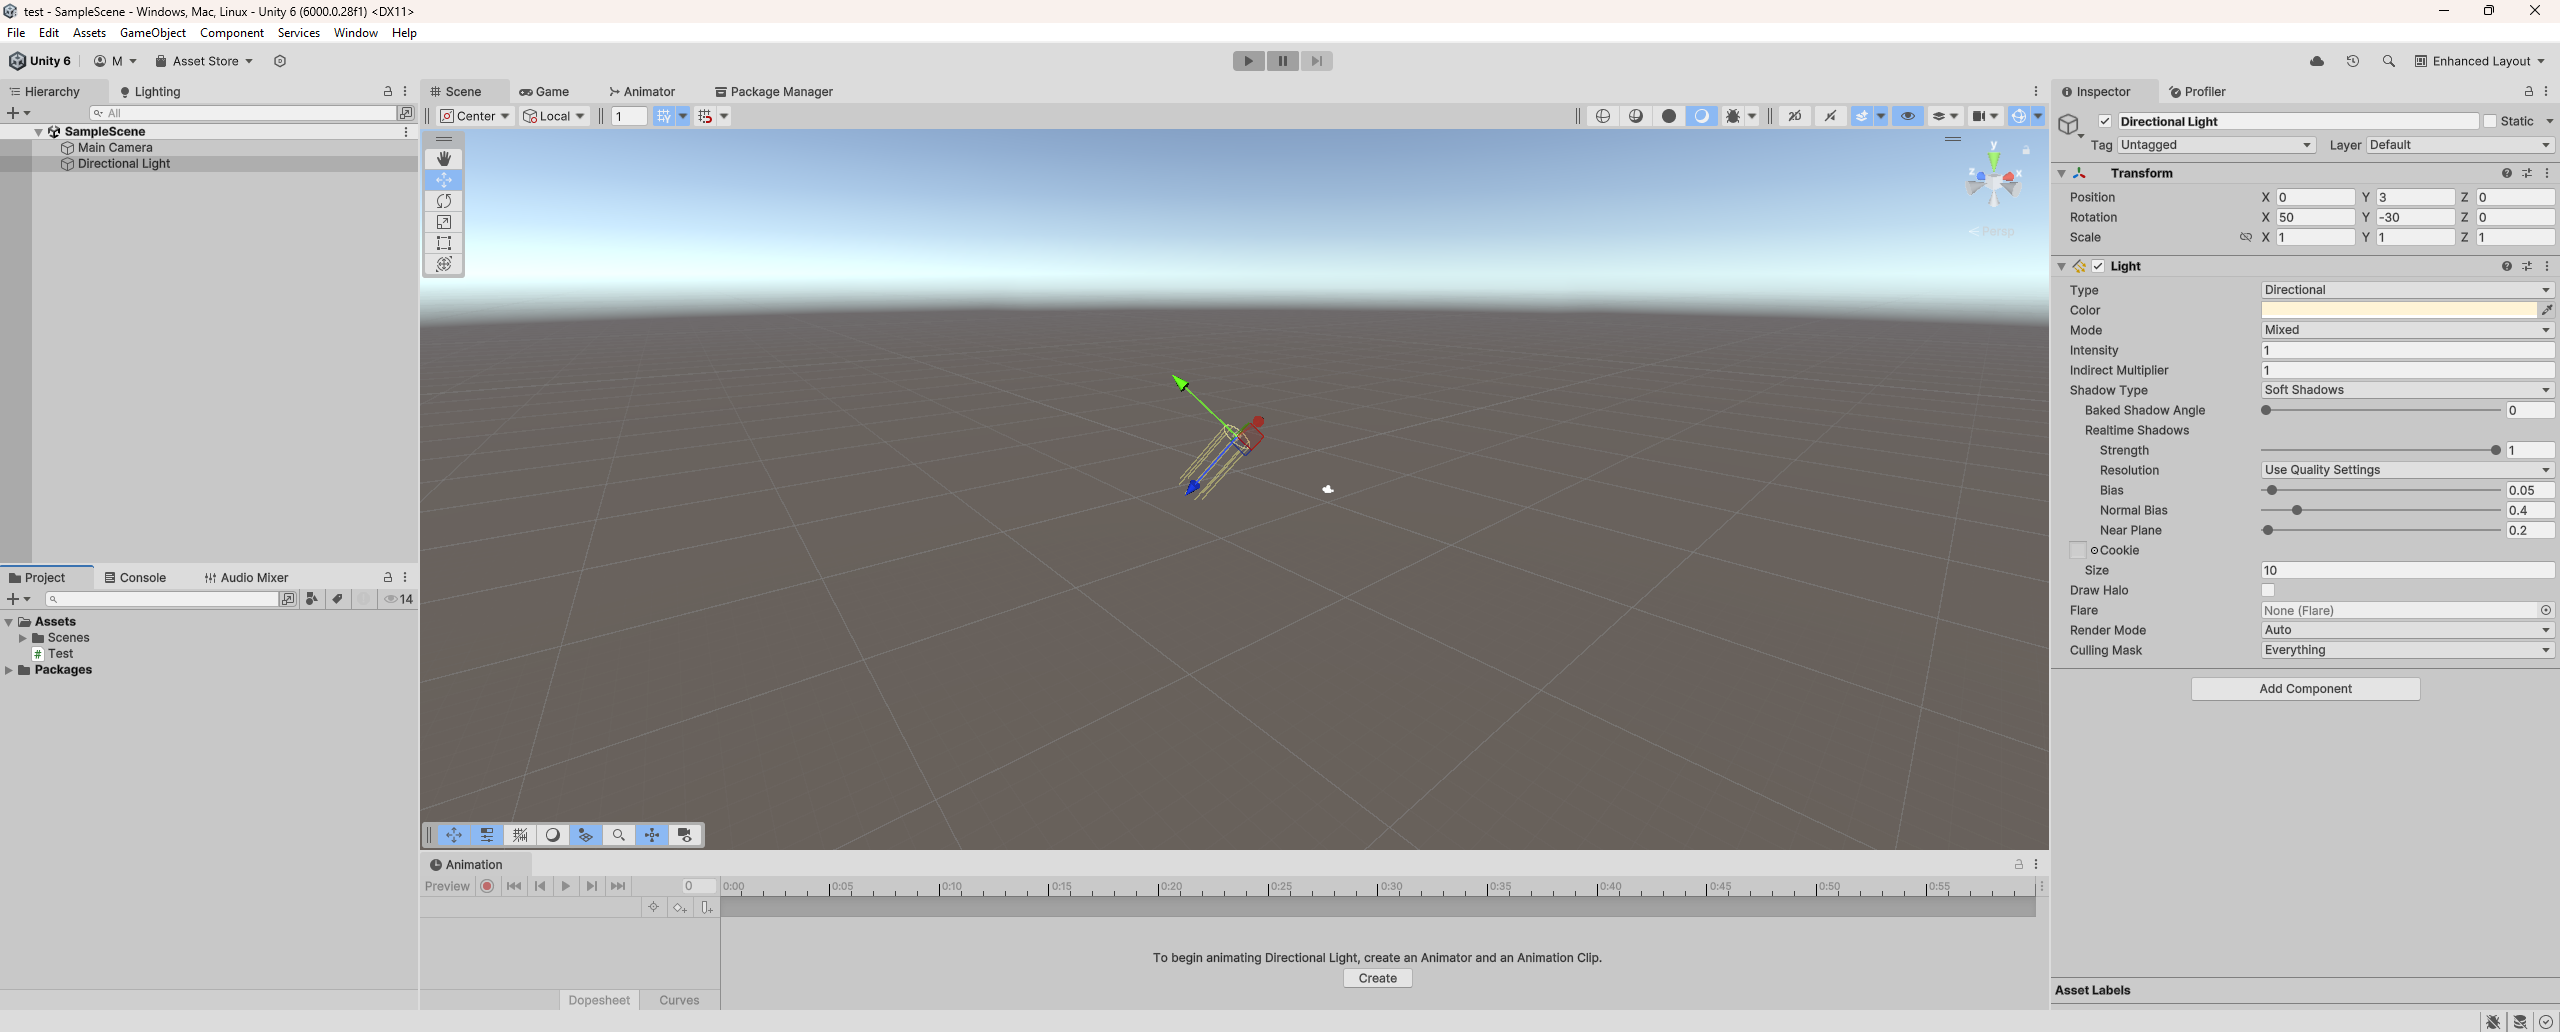 test - SampleScene - Windows, Mac, Linux - Unity 6 (6000.0.28f1) <DX11>
File Edit Assets GameObject Component Services Window Help
Unity 6 M Asset Store Enhanced Layout
Hierarchy Lighting
All
SampleScene
Main Camera
Directional Light
Project Console Audio Mixer
14
Assets
Scenes
# Test
Packages
Scene Game Animator Package Manager
Center Local 1 2D
y
z x
Persp
Animation
Preview 0 0:00 0:05 0:10 0:15 0:20 0:25 0:30 0:35 0:40 0:45 0:50 0:55
To begin animating Directional Light, create an Animator and an Animation Clip.
Create
Dopesheet Curves
Inspector Profiler
Directional Light Static
Tag Untagged Layer Default
Transform
Position X 0 Y 3 Z 0
Rotation X 50 Y -30 Z 0
Scale X 1 Y 1 Z 1
Light
Type Directional
Color
Mode Mixed
Intensity 1
Indirect Multiplier 1
Shadow Type Soft Shadows
Baked Shadow Angle 0
Realtime Shadows
Strength 1
Resolution Use Quality Settings
Bias 0.05
Normal Bias 0.4
Near Plane 0.2
Cookie
Size 10
Draw Halo
Flare None (Flare)
Render Mode Auto
Culling Mask Everything
Add Component
Asset Labels